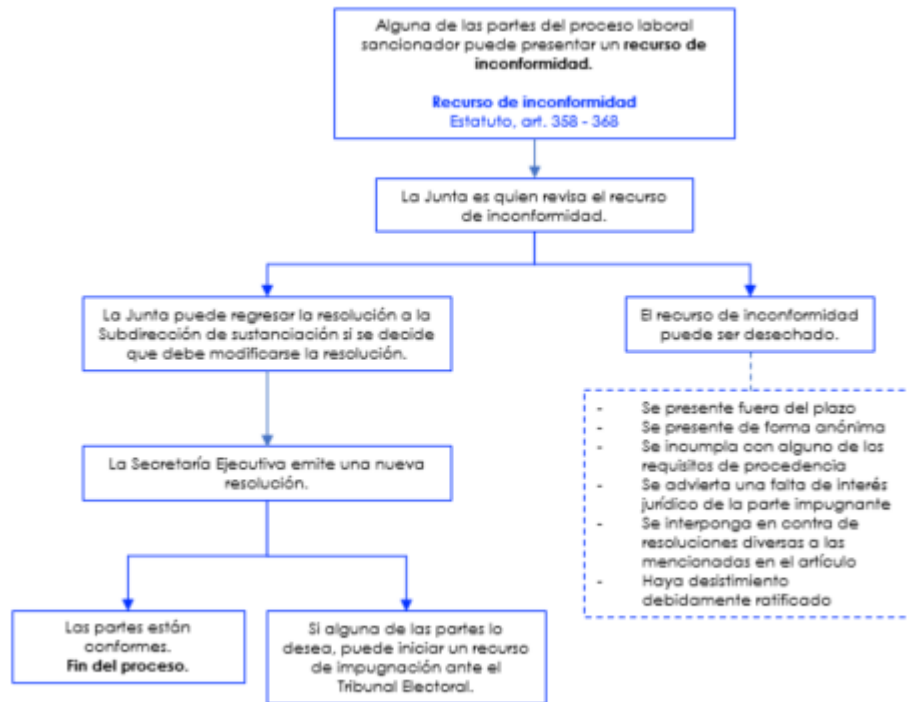 Alguna de las partes del proceso laboral
sancionador puede presentar un recurso de
inconformidad.
Recurso de inconformidad
Estatuto, art. 358 - 368
La Junta es quien revisa el recurso
de inconformidad.
La Junta puede regresar la resolución a la
Subdirección de sustanciación si se decide
que debe modificarse la resolución.
El recurso de inconformidad
puede ser desechado.
La Secretaría Ejecutiva emite una nueva
resolución.
- Se presente fuera del plazo
- Se presente de forma anónima
- Se incumpla con alguno de los
requisitos de procedencia
- Se advierta una falta de interés
jurídico de la parte impugnante
- Se interponga en contra de
resoluciones diversas a las
mencionadas en el artículo
- Haya desistimiento
debidamente ratificado
Las partes están
conformes.
Fin del proceso.
Si alguna de las partes lo
desea, puede iniciar un recurso
de impugnación ante el
Tribunal Electoral.